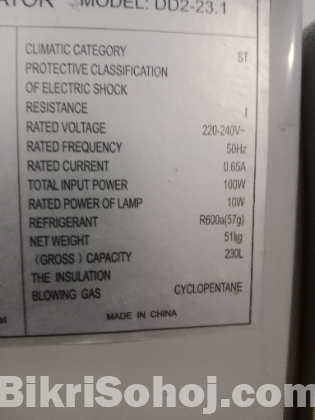 MODEL: DD2-23.1
CLIMATIC CATEGORY ST
PROTECTIVE CLASSIFICATION
OF ELECTRIC SHOCK
RESISTANCE I
RATED VOLTAGE 220-240V~
RATED FREQUENCY 50Hz
RATED CURRENT 0.65A
TOTAL INPUT POWER 100W
RATED POWER OF LAMP 10W
REFRIGERANT R600a(57g)
NET WEIGHT 51kg
(GROSS) CAPACITY 230L
THE INSULATION
BLOWING GAS CYCLOPENTANE
MADE IN CHINA
BikriSohoj.com